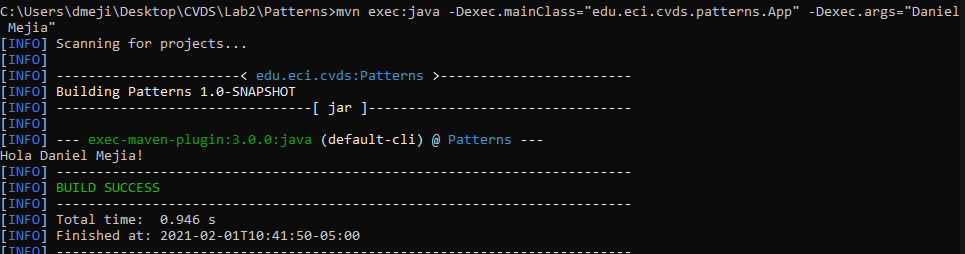 C:\Users\dmeji\Desktop\CVDS\Lab2\Patterns>mvn exec:java -Dexec.mainClass="edu.eci.cvds.patterns.App" -Dexec.args="Daniel
 Mejia"
[INFO] Scanning for projects...
[INFO]
[INFO] -----------------------< edu.eci.cvds:Patterns >------------------------
[INFO] Building Patterns 1.0-SNAPSHOT
[INFO] --------------------------------[ jar ]---------------------------------
[INFO]
[INFO] --- exec-maven-plugin:3.0.0:java (default-cli) @ Patterns ---
Hola Daniel Mejia!
[INFO] ------------------------------------------------------------------------
[INFO] BUILD SUCCESS
[INFO] ------------------------------------------------------------------------
[INFO] Total time:  0.946 s
[INFO] Finished at: 2021-02-01T10:41:50-05:00
[INFO] ------------------------------------------------------------------------